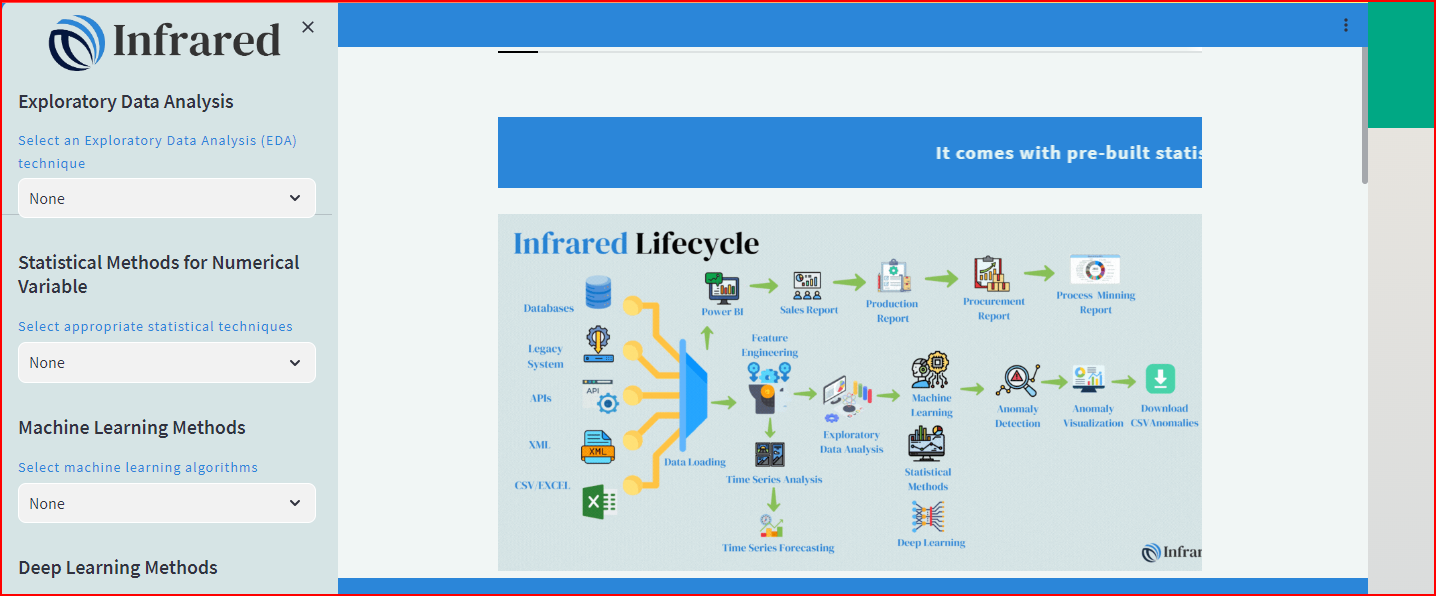 Infrared
Exploratory Data Analysis
Select an Exploratory Data Analysis (EDA)
technique
None
Statistical Methods for Numerical
Variable
Select appropriate statistical techniques
None
Machine Learning Methods
Select machine learning algorithms
None
Deep Learning Methods
It comes with pre-built statis
Infrared Lifecycle
Databases
Legacy
System
APIs
API
XML
XML
CSV/EXCEL
X
Data Loading
Power BI
Sales Report
Production
Report
Procurement
Report
Process Minning
Report
Feature
Engineering
Time Series Analysis
Time Series Forecasting
Exploratory
Data Analysis
Machine
Learning
Statistical
Methods
Deep Learning
Anomaly
Detection
Anomaly
Visualization
Download
CSV Anomalies
Infrar